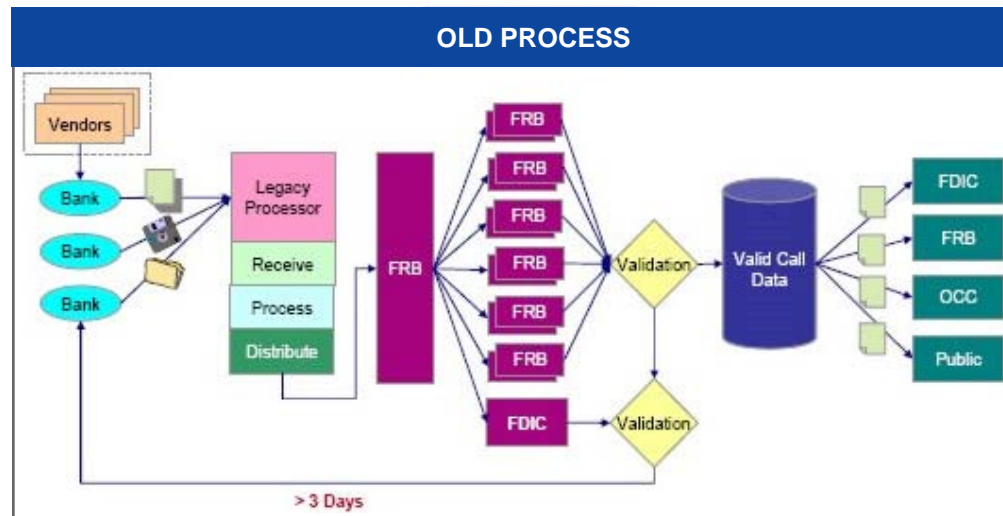 OLD PROCESS
Vendors
Bank
Bank
Bank
Legacy
Processor
Receive
Process
Distribute
FRB
FRB
FRB
FRB
FRB
FRB
FRB
FDIC
Validation
Validation
Valid Call
Data
FDIC
FRB
OCC
Public
> 3 Days